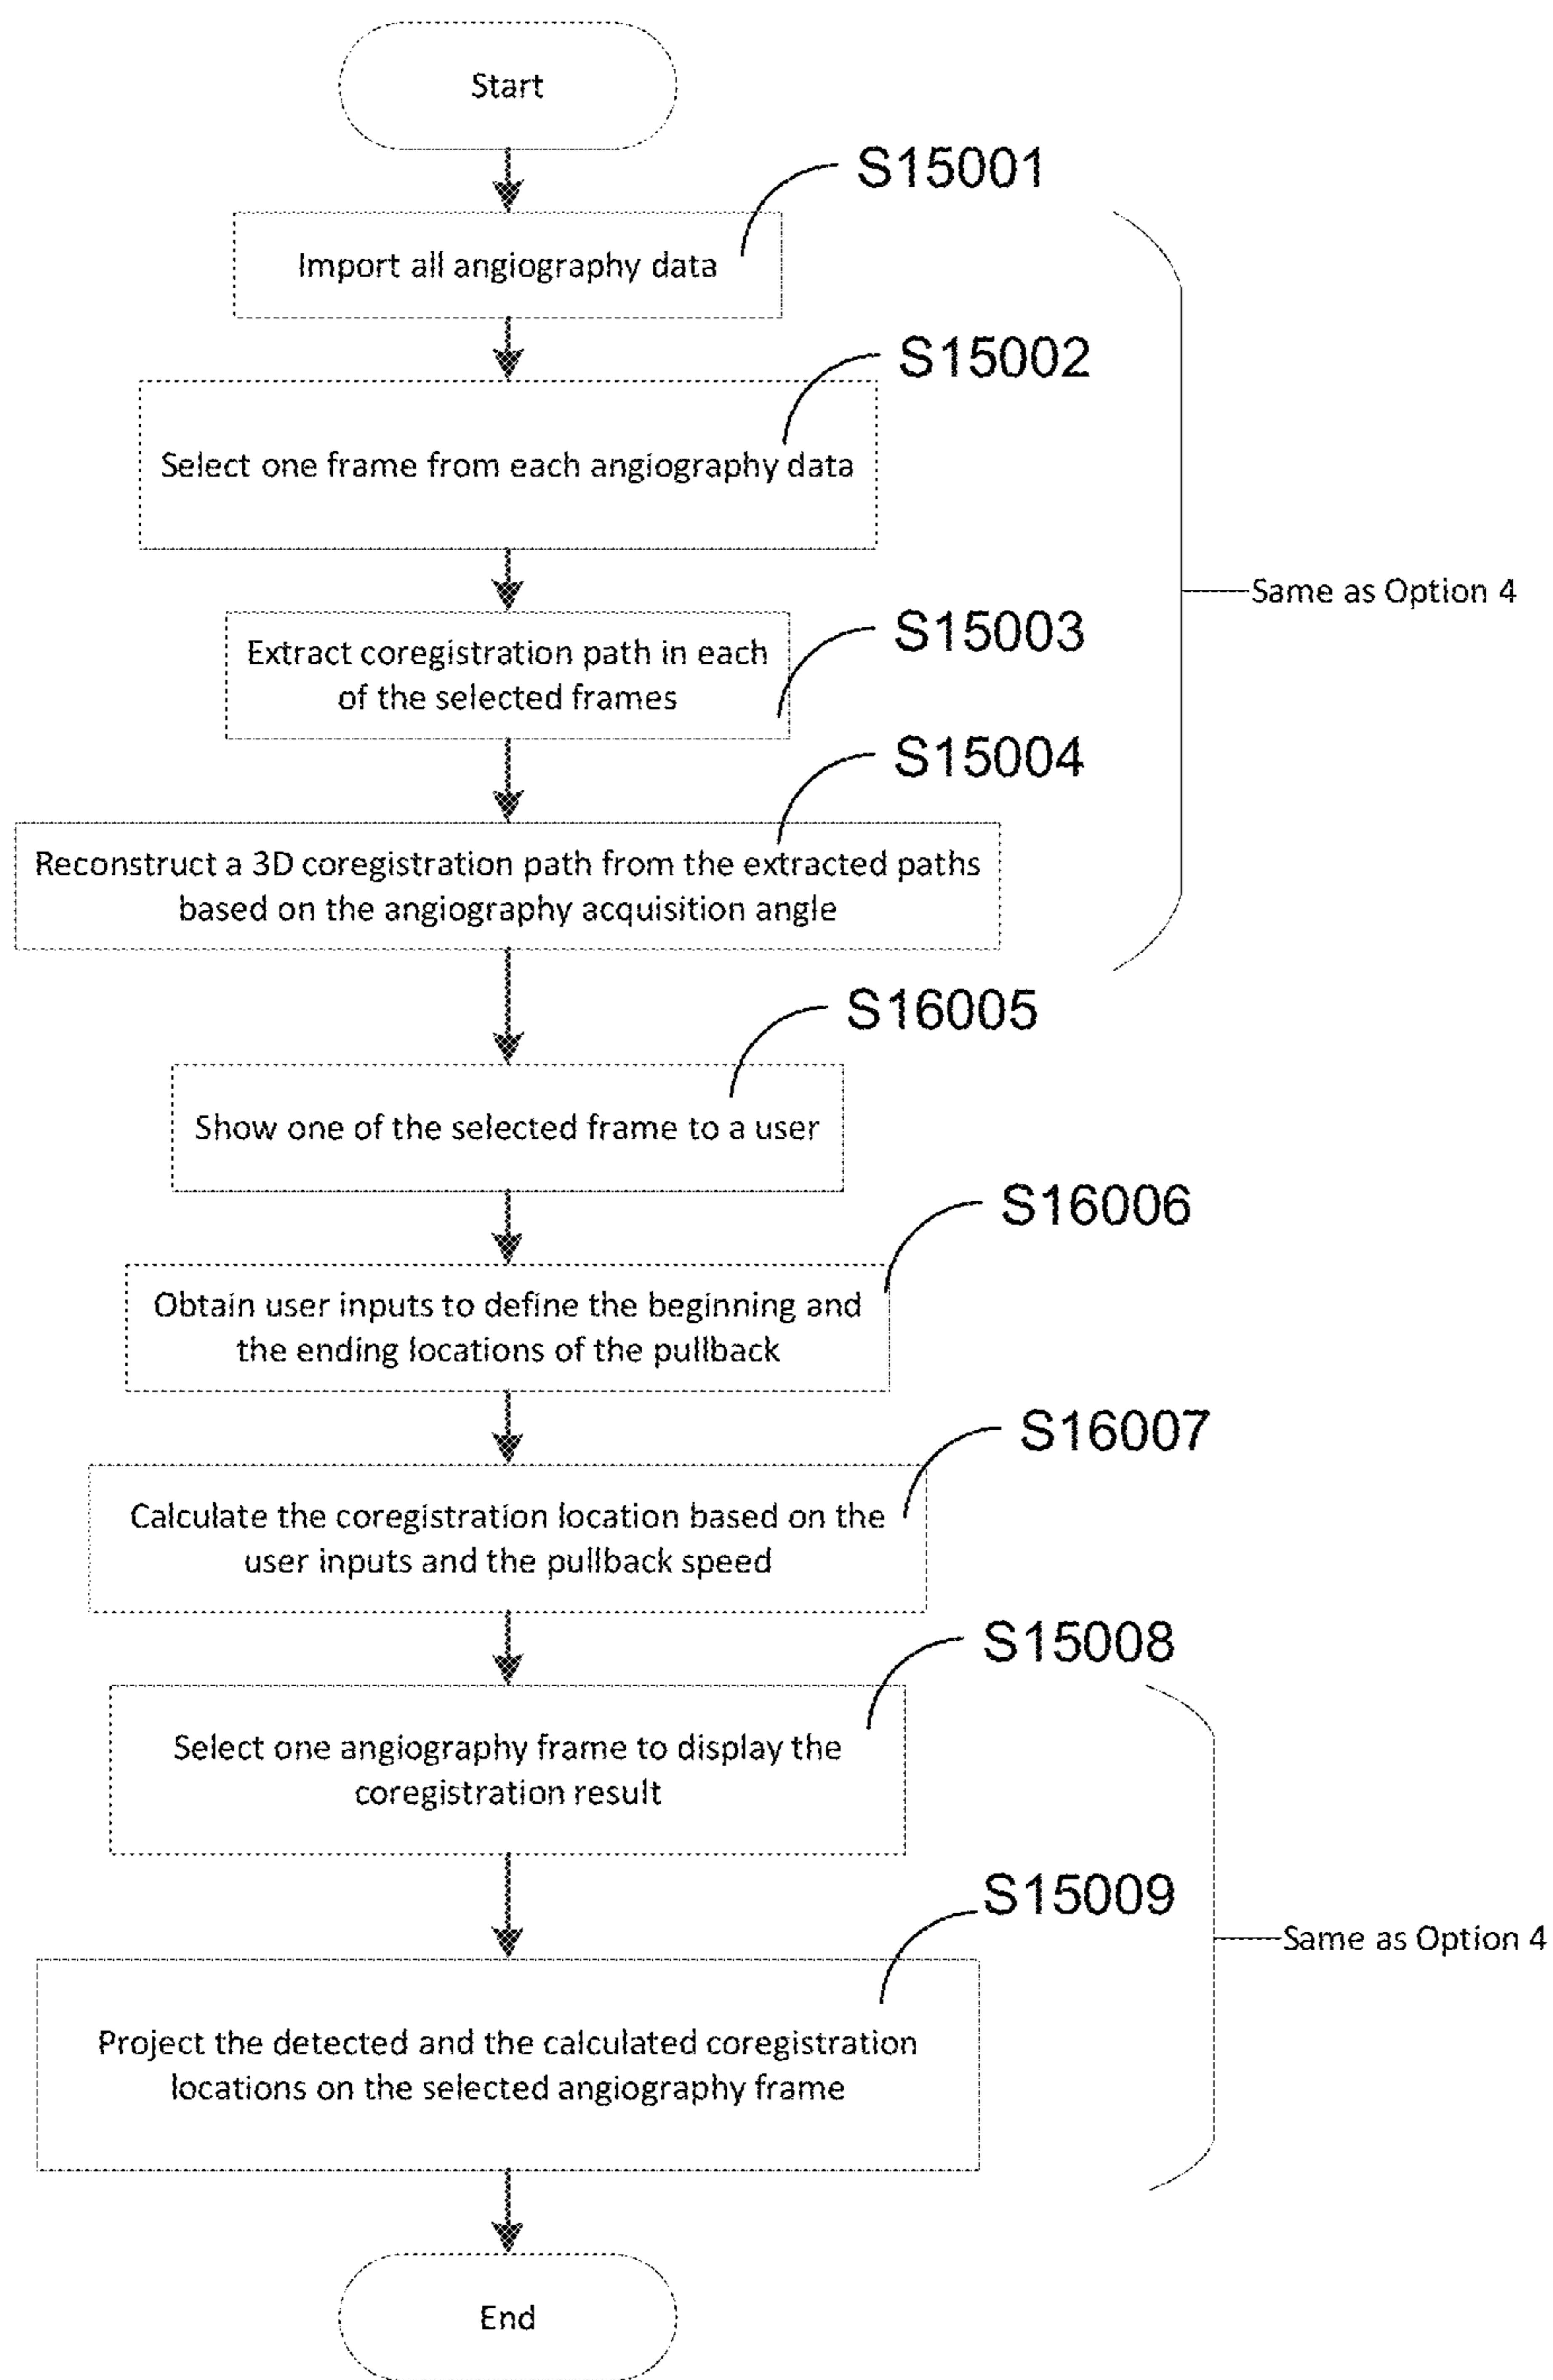 Start
S15001
Import all angiography data
S15002
Select one frame from each angiography data
Same as Option 4
S15003
Extract coregistration path in each
of the selected frames
S15004
Reconstruct a 3D coregistration path from the extracted paths
based on the angiography acquisition angle
S16005
Show one of the selected frame to a user
S16006
Obtain user inputs to define the beginning and
the ending locations of the pullback
S16007
Calculate the coregistration location based on the
user inputs and the pullback speed
S15008
Select one angiography frame to display the
coregistration result
S15009
Same as Option 4
Project the detected and the calculated coregistration
locations on the selected angiography frame
End